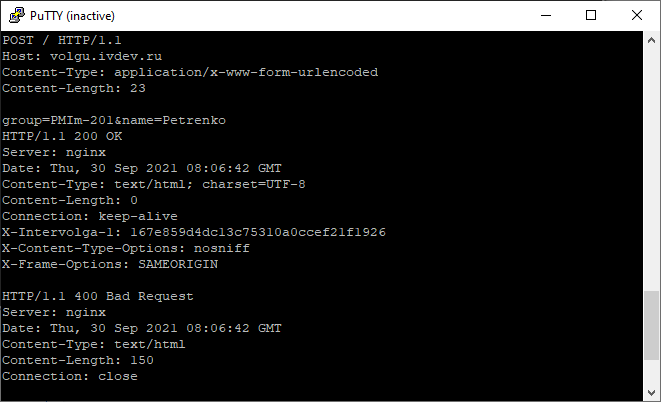 PuTTY (inactive)
POST / HTTP/1.1
Host: volgu.ivdev.ru
Content-Type: application/x-www-form-urlencoded
Content-Length: 23

group=PMIm-201&name=Petrenko
HTTP/1.1 200 OK
Server: nginx
Date: Thu, 30 Sep 2021 08:06:42 GMT
Content-Type: text/html; charset=UTF-8
Content-Length: 0
Connection: keep-alive
X-Intervolga-1: 167e859d4dc13c75310a0ccef21f1926
X-Content-Type-Options: nosniff
X-Frame-Options: SAMEORIGIN

HTTP/1.1 400 Bad Request
Server: nginx
Date: Thu, 30 Sep 2021 08:06:42 GMT
Content-Type: text/html
Content-Length: 150
Connection: close